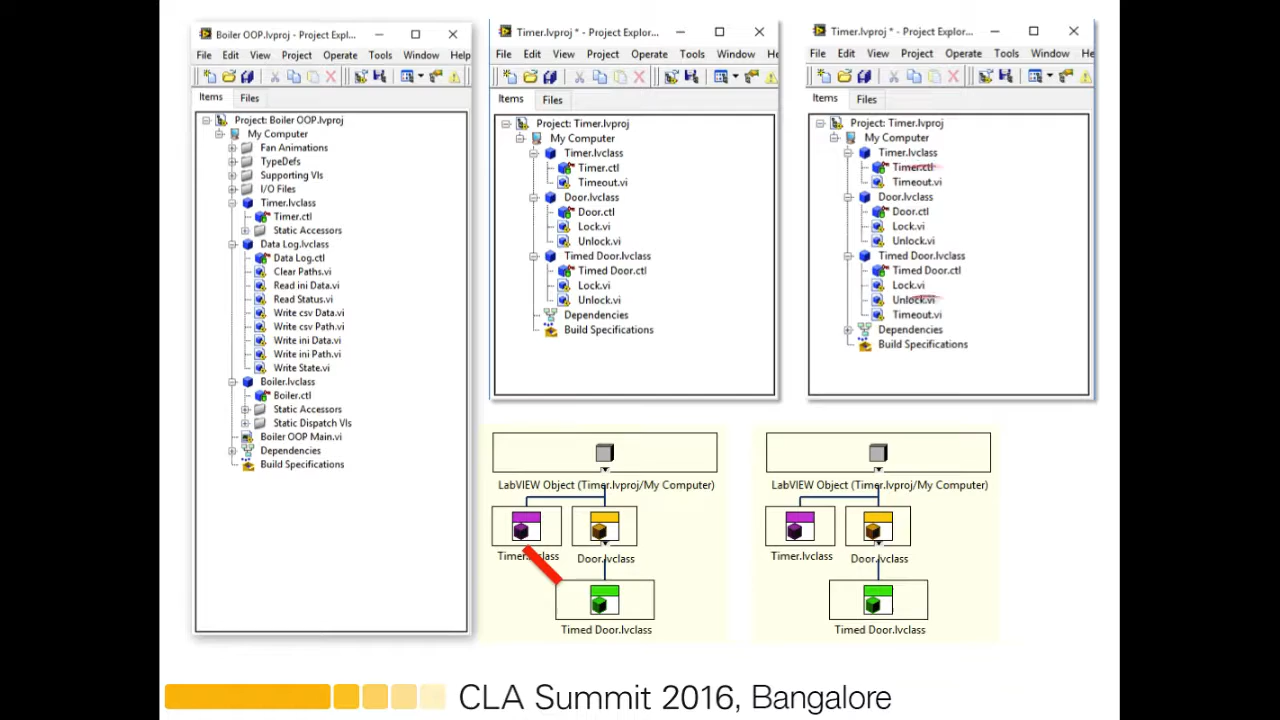 Boiler OOP.lvproj - Project Expl...
File Edit View Project Operate Tools Window Help
Items Files
Project: Boiler OOP.lvproj
My Computer
Fan Animations
TypeDefs
Supporting VIs
I/O Files
Timer.lvclass
Timer.ctl
Static Accessors
Data Log.lvclass
Data Log.ctl
Clear Paths.vi
Read ini Data.vi
Read Status.vi
Write csv Data.vi
Write csv Path.vi
Write ini Data.vi
Write ini Path.vi
Write State.vi
Boiler.lvclass
Boiler.ctl
Static Accessors
Static Dispatch VIs
Boiler OOP Main.vi
Dependencies
Build Specifications
Timer.lvproj * - Project Explor...
File Edit View Project Operate Tools Window He
Items Files
Project: Timer.lvproj
My Computer
Timer.lvclass
Timer.ctl
Timeout.vi
Door.lvclass
Door.ctl
Lock.vi
Unlock.vi
Timed Door.lvclass
Timed Door.ctl
Lock.vi
Unlock.vi
Dependencies
Build Specifications
Timer.lvproj * - Project Explor...
File Edit View Project Operate Tools Window He
Items Files
Project: Timer.lvproj
My Computer
Timer.lvclass
Timer.ctl
Timeout.vi
Door.lvclass
Door.ctl
Lock.vi
Unlock.vi
Timed Door.lvclass
Timed Door.ctl
Lock.vi
Unlock.vi
Timeout.vi
Dependencies
Build Specifications
LabVIEW Object (Timer.lvproj/My Computer)
Timer.lvclass
Door.lvclass
Timed Door.lvclass
LabVIEW Object (Timer.lvproj/My Computer)
Timer.lvclass
Door.lvclass
Timed Door.lvclass
CLA Summit 2016, Bangalore